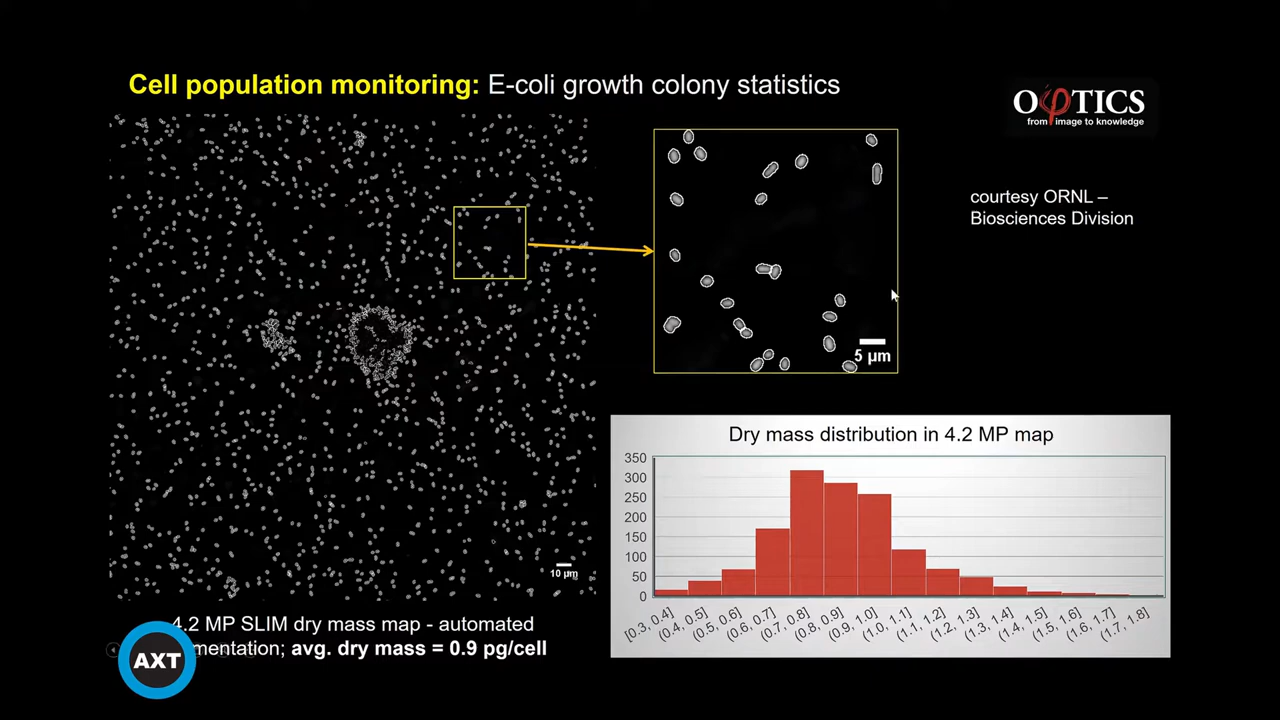 Cell population monitoring: E-coli growth colony statistics
OφTICS
from image to knowledge
courtesy ORNL –
Biosciences Division
5 µm
10 µm
Dry mass distribution in 4.2 MP map
350
300
250
200
150
100
50
0
[0.3, 0.4]
(0.4, 0.5]
(0.5, 0.6]
(0.6, 0.7]
(0.7, 0.8]
(0.8, 0.9]
(0.9, 1.0]
(1.0, 1.1]
(1.1, 1.2]
(1.2, 1.3]
(1.3, 1.4]
(1.4, 1.5]
(1.5, 1.6]
(1.6, 1.7]
(1.7, 1.8]
4.2 MP SLIM dry mass map - automated
mentation; avg. dry mass = 0.9 pg/cell
AXT